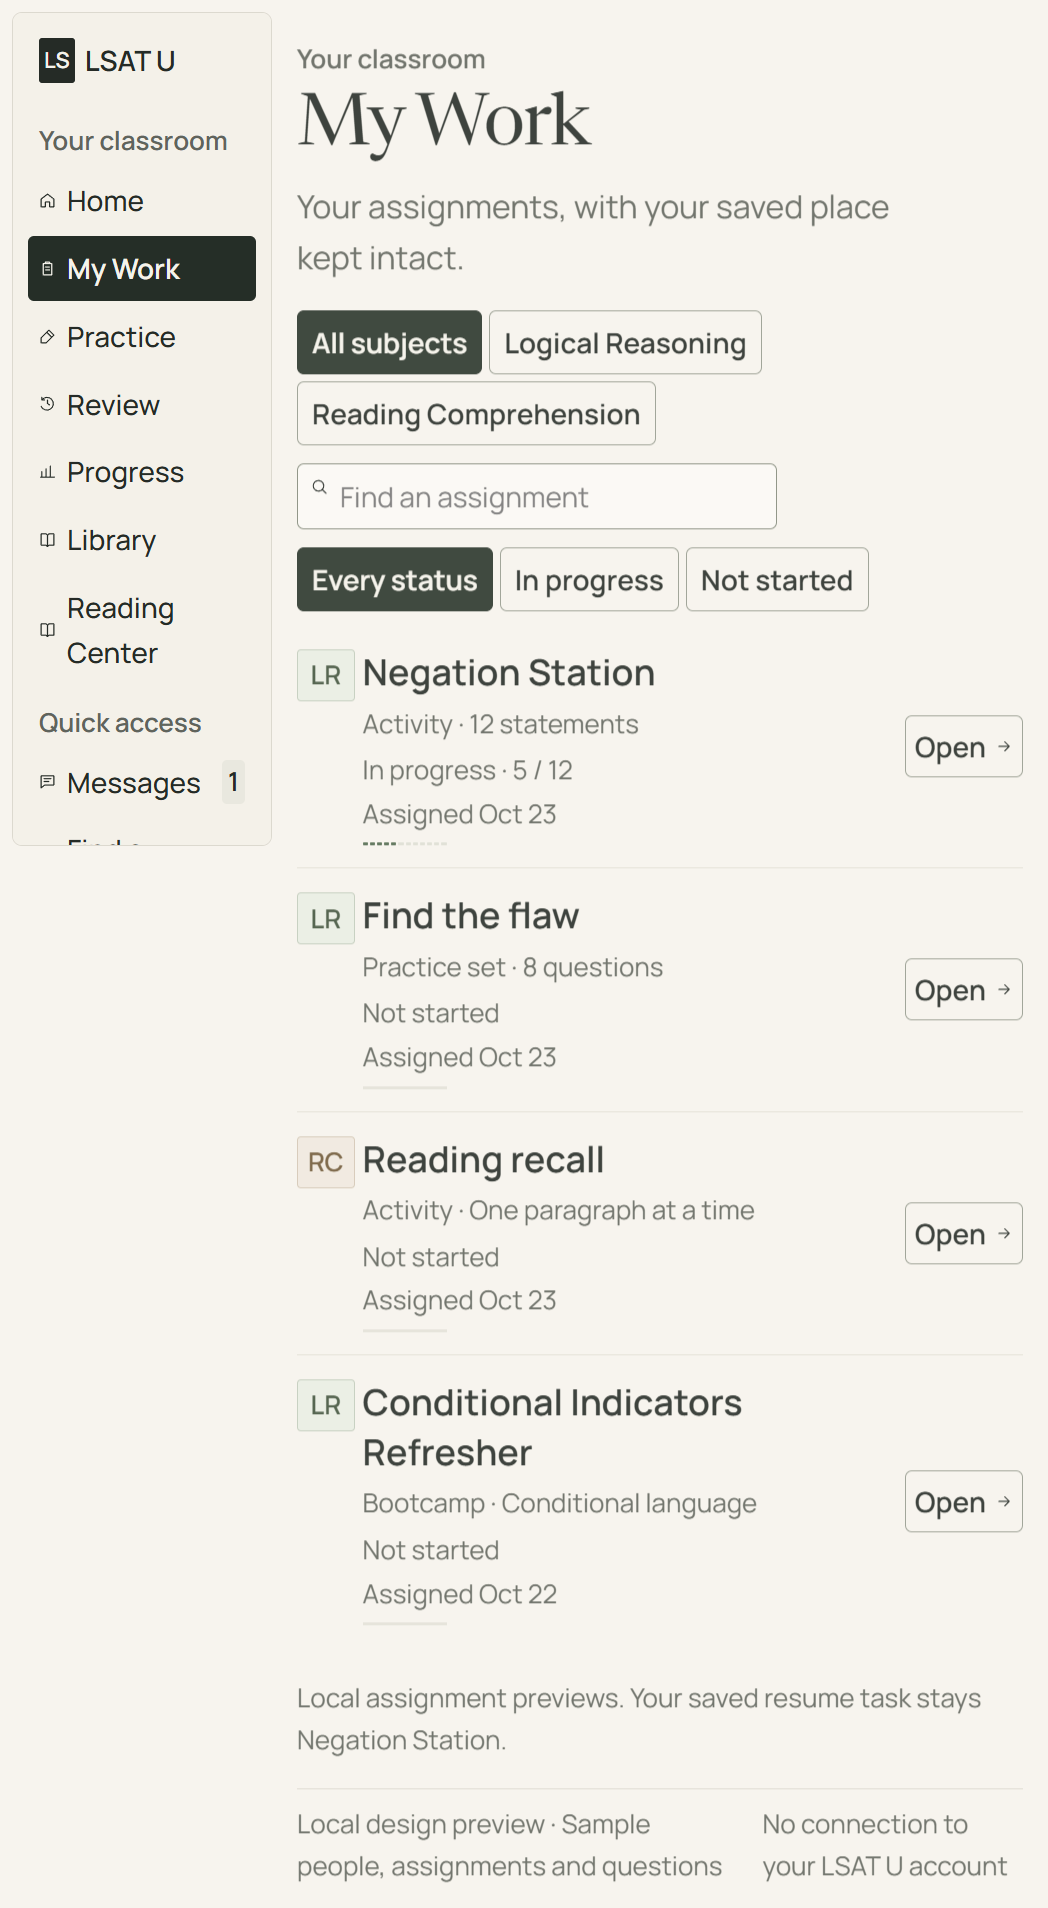 LS LSAT U
Your classroom
Home
My Work
Practice
Review
Progress
Library
Reading
Center
Quick access
Messages 1
Your classroom
My Work
Your assignments, with your saved place
kept intact.
All subjects Logical Reasoning
Reading Comprehension
Find an assignment
Every status In progress Not started
LR Negation Station
Activity · 12 statements
In progress · 5 / 12
Assigned Oct 23
Open →
LR Find the flaw
Practice set · 8 questions
Not started
Assigned Oct 23
Open →
RC Reading recall
Activity · One paragraph at a time
Not started
Assigned Oct 23
Open →
LR Conditional Indicators
Refresher
Bootcamp · Conditional language
Not started
Assigned Oct 22
Open →
Local assignment previews. Your saved resume task stays
Negation Station.
Local design preview · Sample
people, assignments and questions
No connection to
your LSAT U account